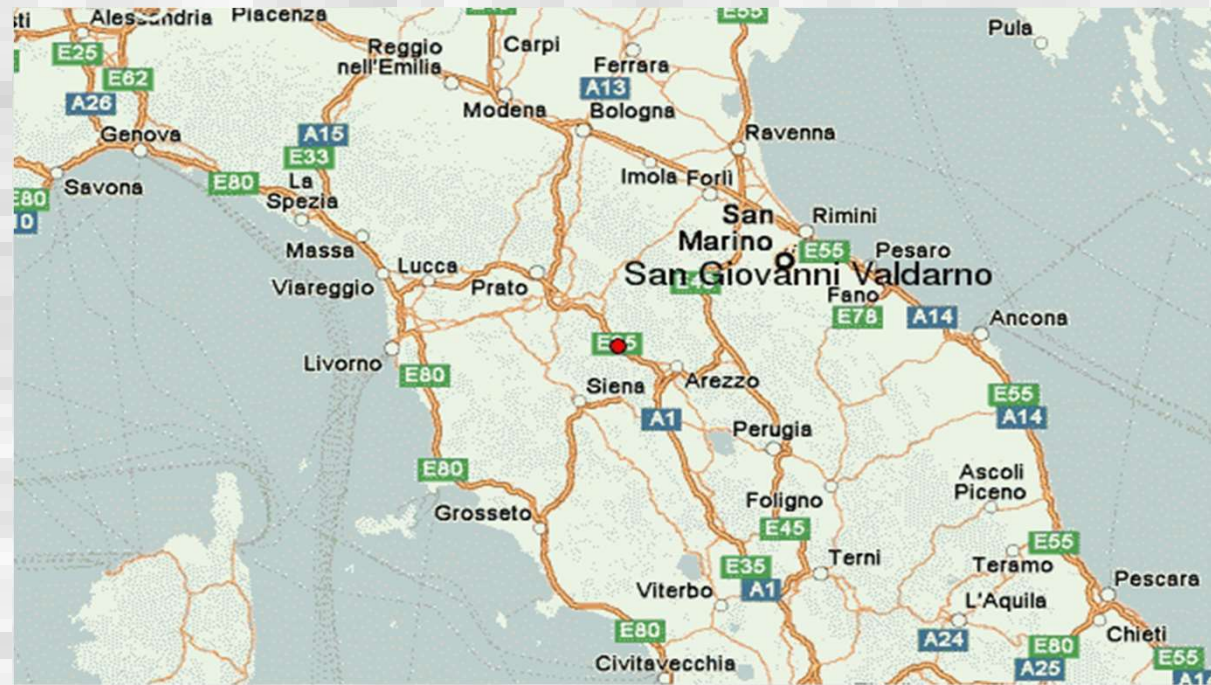 Alessandria
Piacenza
E55
sti
E25
Reggio
nell'Emilia
Carpi
Ferrara
Pula
E62
A13
A26
Modena
Bologna
Genova
A15
Ravenna
E33
Savona
E80
La
Spezia
Imola
Forlì
E80
10
San
Marino
Rimini
Massa
Lucca
E55
Pesaro
San Giovanni Valdarno
Viareggio
Prato
Fano
E78
A14
Ancona
Livorno
E80
Siena
Arezzo
E55
A14
A1
Perugia
E80
Ascoli
Piceno
Grosseto
Foligno
E45
E55
E35
Terni
Teramo
Viterbo
A1
Pescara
L'Aquila
E80
A24
Chieti
E80
E55
Civitavecchia
A25